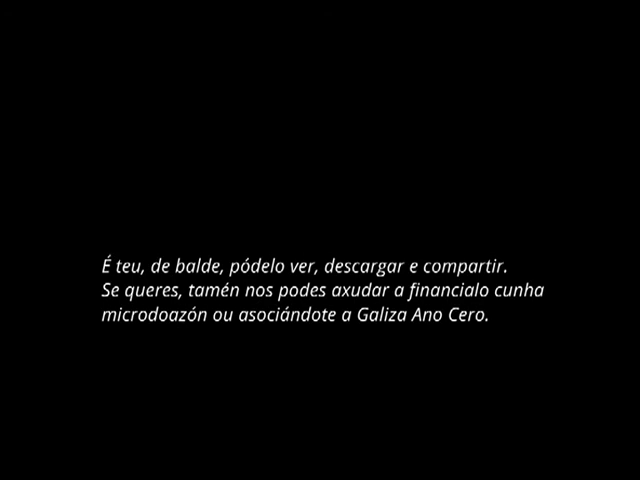 É teu, de balde, pódelo ver, descargar e compartir.
Se queres, tamén nos podes axudar a financialo cunha
microdoazón ou asociándote a Galiza Ano Cero.